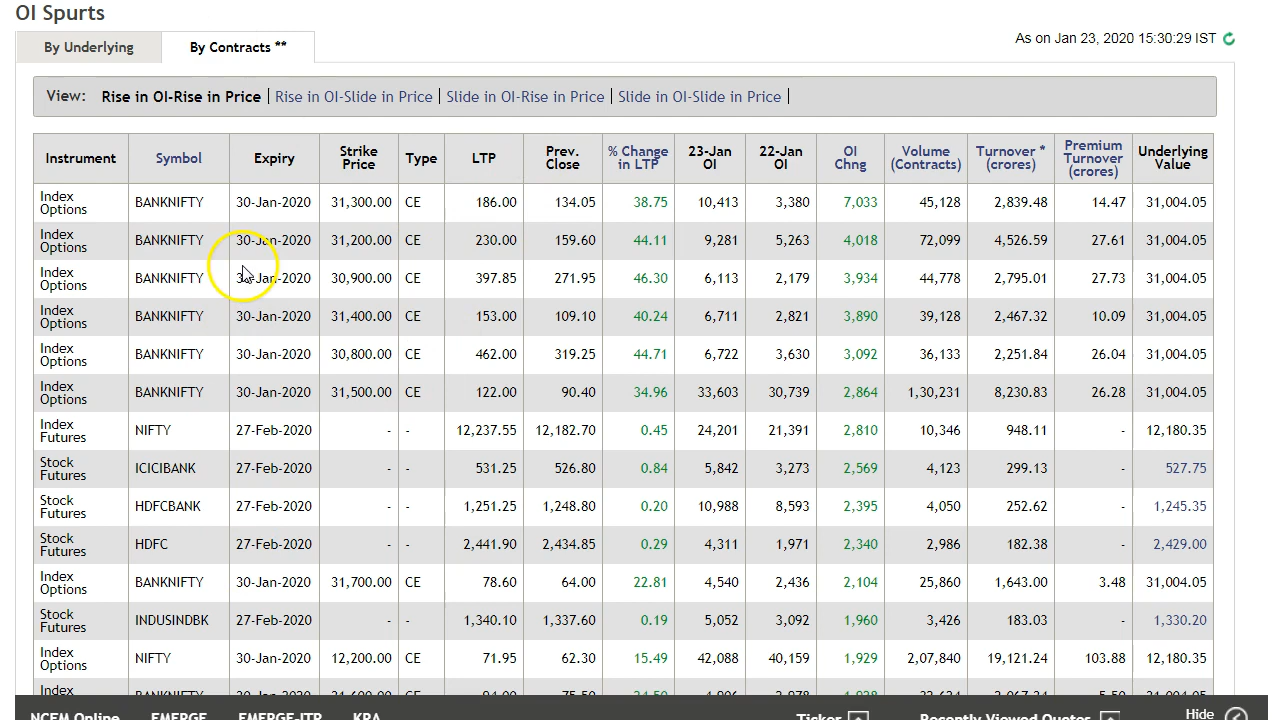 OI Spurts
By Underlying By Contracts **
As on Jan 23, 2020 15:30:29 IST
View: Rise in OI-Rise in Price | Rise in OI-Slide in Price | Slide in OI-Rise in Price | Slide in OI-Slide in Price |
Instrument Symbol Expiry Strike Price Type LTP Prev. Close % Change in LTP 23-Jan OI 22-Jan OI OI Chng Volume (Contracts) Turnover * (crores) Premium Turnover (crores) Underlying Value
Index Options BANKNIFTY 30-Jan-2020 31,300.00 CE 186.00 134.05 38.75 10,413 3,380 7,033 45,128 2,839.48 14.47 31,004.05
Index Options BANKNIFTY 30-Jan-2020 31,200.00 CE 230.00 159.60 44.11 9,281 5,263 4,018 72,099 4,526.59 27.61 31,004.05
Index Options BANKNIFTY 30-Jan-2020 30,900.00 CE 397.85 271.95 46.30 6,113 2,179 3,934 44,778 2,795.01 27.73 31,004.05
Index Options BANKNIFTY 30-Jan-2020 31,400.00 CE 153.00 109.10 40.24 6,711 2,821 3,890 39,128 2,467.32 10.09 31,004.05
Index Options BANKNIFTY 30-Jan-2020 30,800.00 CE 462.00 319.25 44.71 6,722 3,630 3,092 36,133 2,251.84 26.04 31,004.05
Index Options BANKNIFTY 30-Jan-2020 31,500.00 CE 122.00 90.40 34.96 33,603 30,739 2,864 1,30,231 8,230.83 26.28 31,004.05
Index Futures NIFTY 27-Feb-2020 - - 12,237.55 12,182.70 0.45 24,201 21,391 2,810 10,346 948.11 - 12,180.35
Stock Futures ICICIBANK 27-Feb-2020 - - 531.25 526.80 0.84 5,842 3,273 2,569 4,123 299.13 - 527.75
Stock Futures HDFCBANK 27-Feb-2020 - - 1,251.25 1,248.80 0.20 10,988 8,593 2,395 4,050 252.62 - 1,245.35
Stock Futures HDFC 27-Feb-2020 - - 2,441.90 2,434.85 0.29 4,311 1,971 2,340 2,986 182.38 - 2,429.00
Index Options BANKNIFTY 30-Jan-2020 31,700.00 CE 78.60 64.00 22.81 4,540 2,436 2,104 25,860 1,643.00 3.48 31,004.05
Stock Futures INDUSINDBK 27-Feb-2020 - - 1,340.10 1,337.60 0.19 5,052 3,092 1,960 3,426 183.03 - 1,330.20
Index Options NIFTY 30-Jan-2020 12,200.00 CE 71.95 62.30 15.49 42,088 40,159 1,929 2,07,840 19,121.24 103.88 12,180.35
Index BANKNIFTY 30-Jan-2020 31,004.05
NCFM Online EMERGE EMERGE-ITP KRA Ticker Recently Viewed Quotes Hide